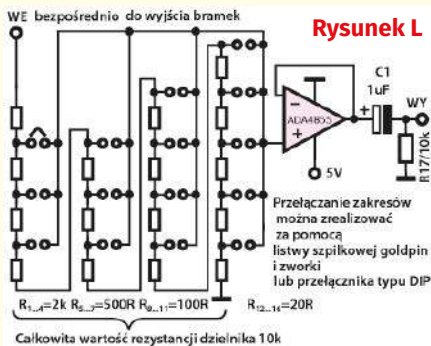 WE bezpośrednio do wyjścia bramek
Rysunek L
C1
1uF
+
WY
−
+
ADA4855
5V
R17/10k
Przełączanie zakresów
można zrealizować
za pomocą
listwy szpilkowej goldpin
i zworki
lub przełącznika typu DIP
R₁...₄=2k R₅...₇=500R R₈...₁₁=100R R₁₂...₁₆=20R
Całkowita wartość rezystancji dzielnika 10k